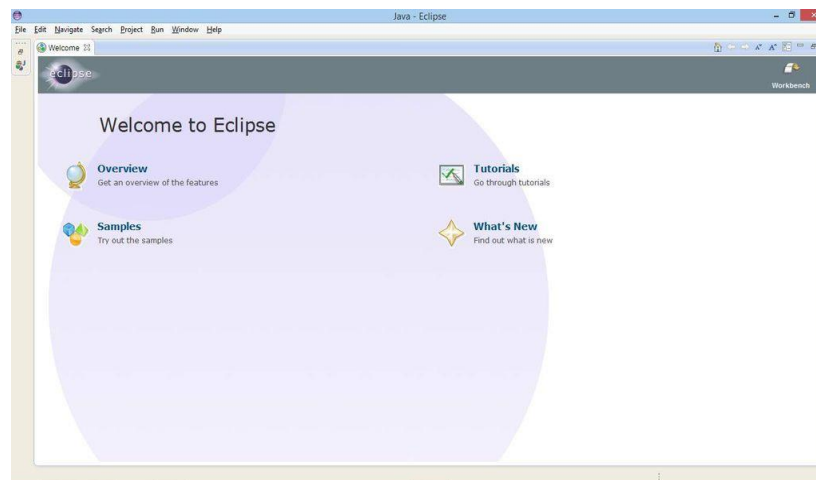 Java - Eclipse
File Edit Navigate Search Project Run Window Help
Welcome
eclipse
Workbench
Welcome to Eclipse
Overview
Get an overview of the features
Tutorials
Go through tutorials
Samples
Try out the samples
What's New
Find out what is new